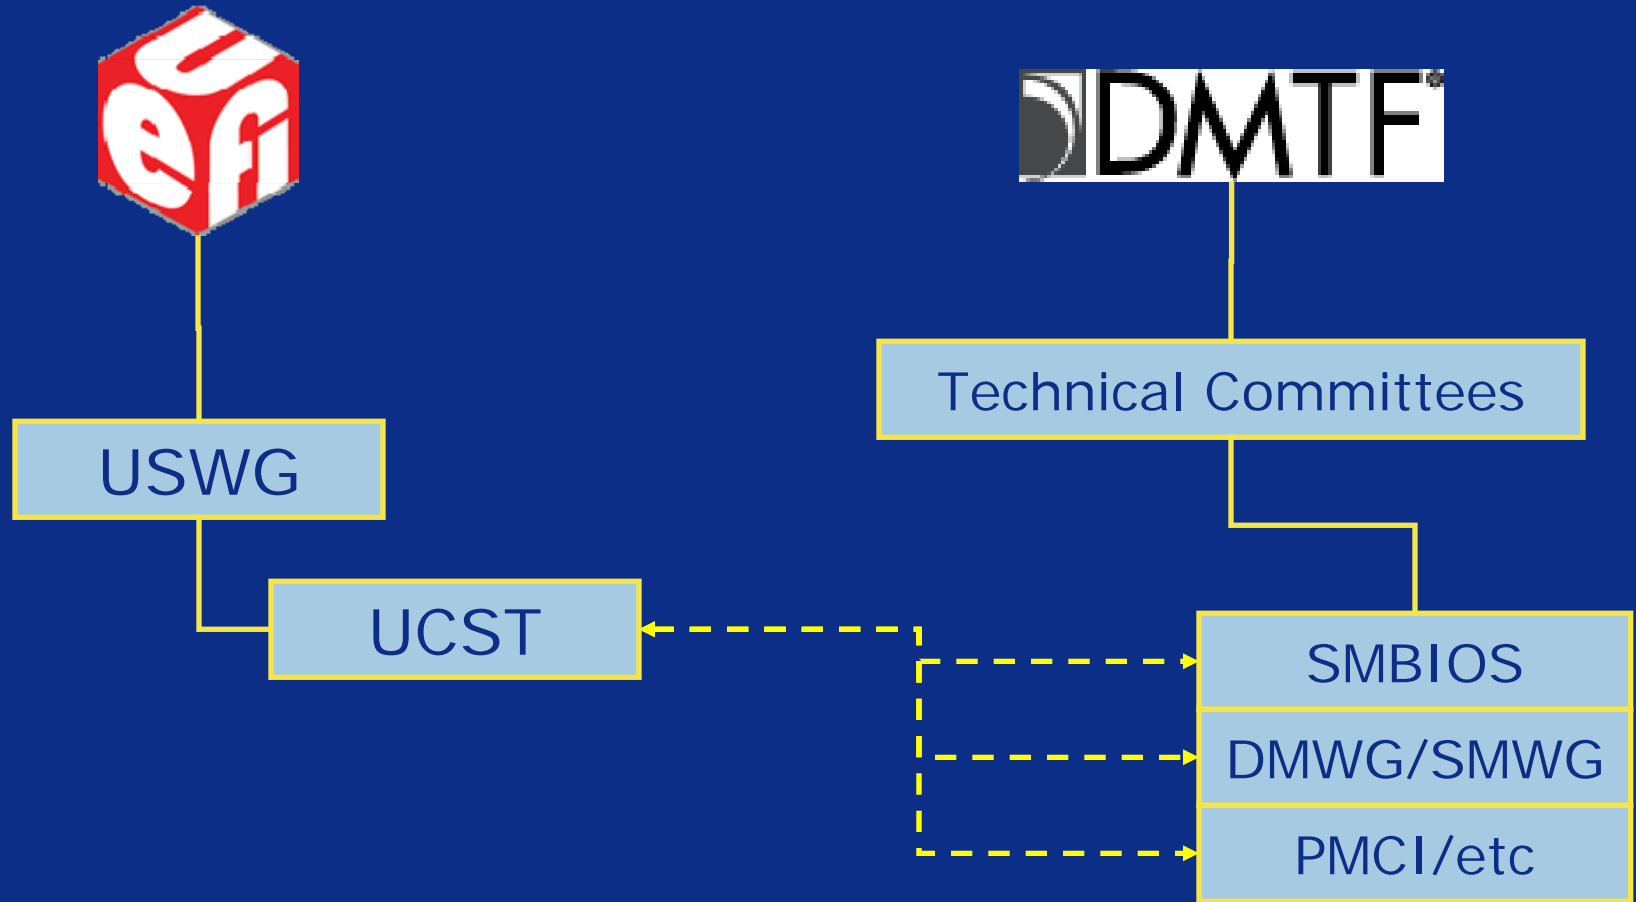 UEFI
DMTF®
Technical Committees
USWG
UCST
SMBIOS
DMWG/SMWG
PMCI/etc